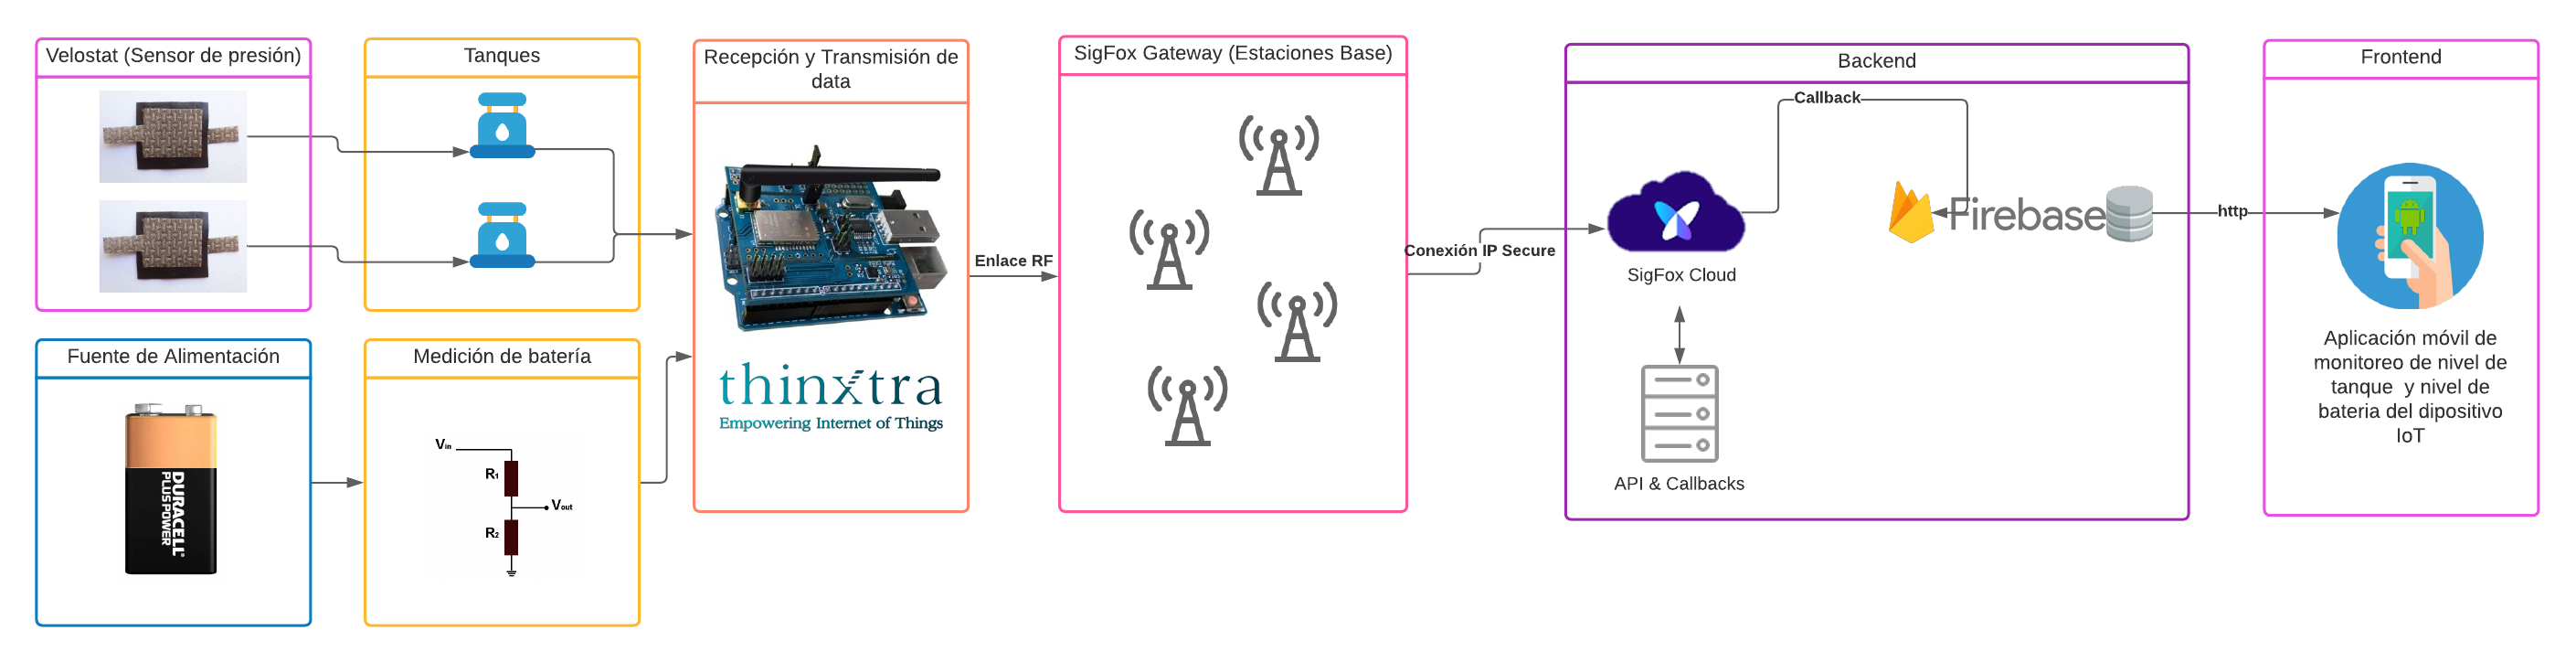 Velostat (Sensor de presión)
Tanques
Recepción y Transmisión de
data
thinxtra
Empowering Internet of Things
Fuente de Alimentación
DURACELL
PLUS POWER
Medición de batería
Vin
R1
Vout
R2
Enlace RF
SigFox Gateway (Estaciones Base)
Conexión IP Secure
Backend
Callback
SigFox Cloud
Firebase
API & Callbacks
http
Frontend
Aplicación móvil de
monitoreo de nivel de
tanque y nivel de
bateria del dipositivo
IoT